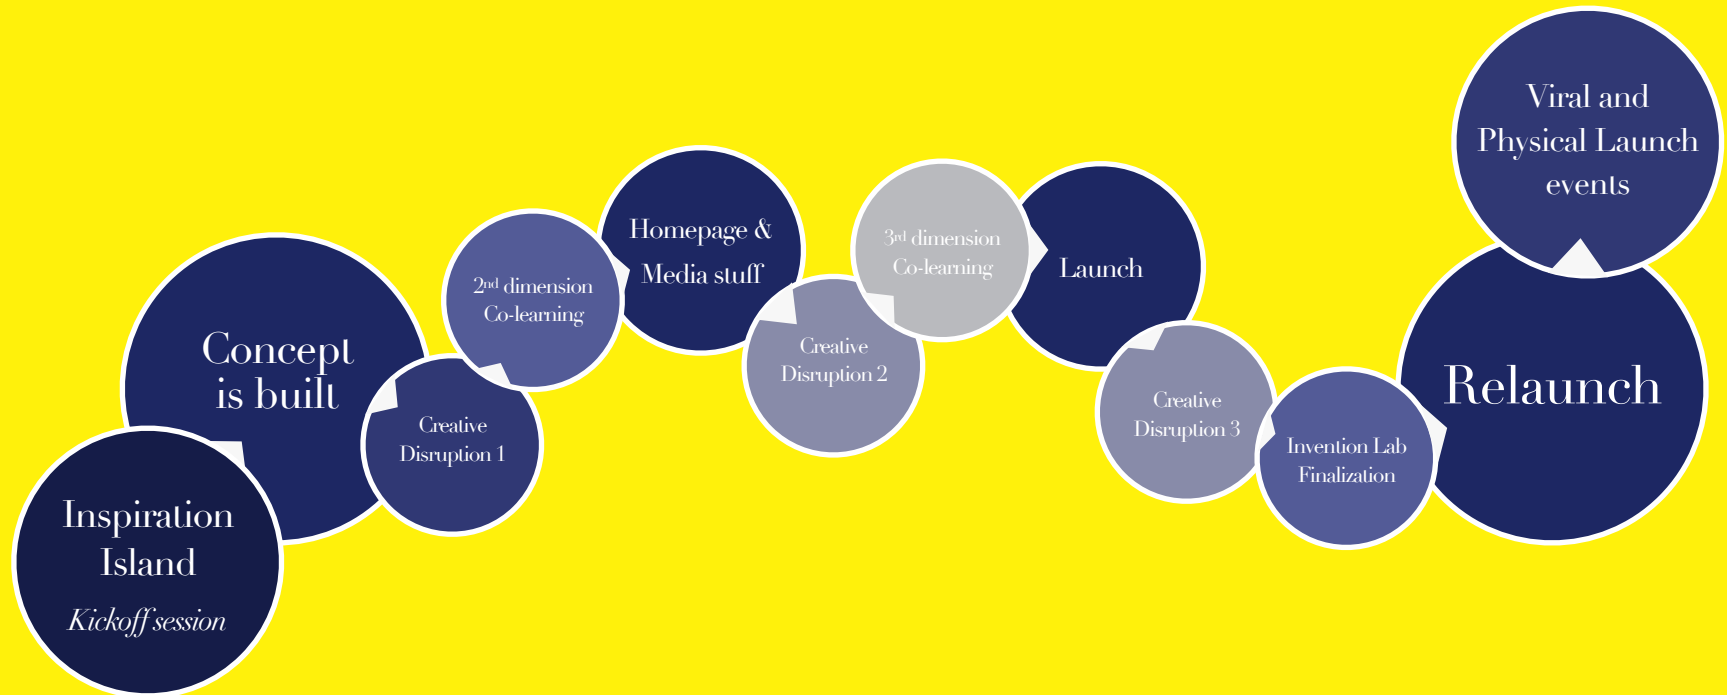 Inspiration
Island
Kickoff session
Concept
is built
Creative
Disruption 1
2nd dimension
Co-learning
Homepage &
Media stuff
Creative
Disruption 2
3rd dimension
Co-learning
Launch
Creative
Disruption 3
Invention Lab
Finalization
Relaunch
Viral and
Physical Launch
events